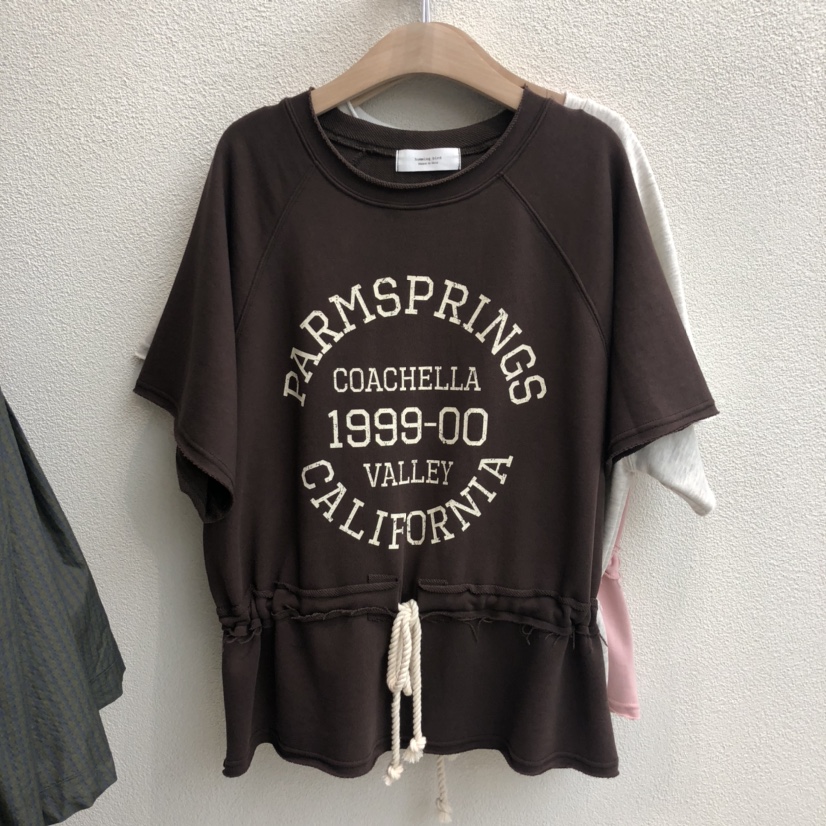 PARMSPRINGS
COACHELLA
1999-00
VALLEY
CALIFORNIA